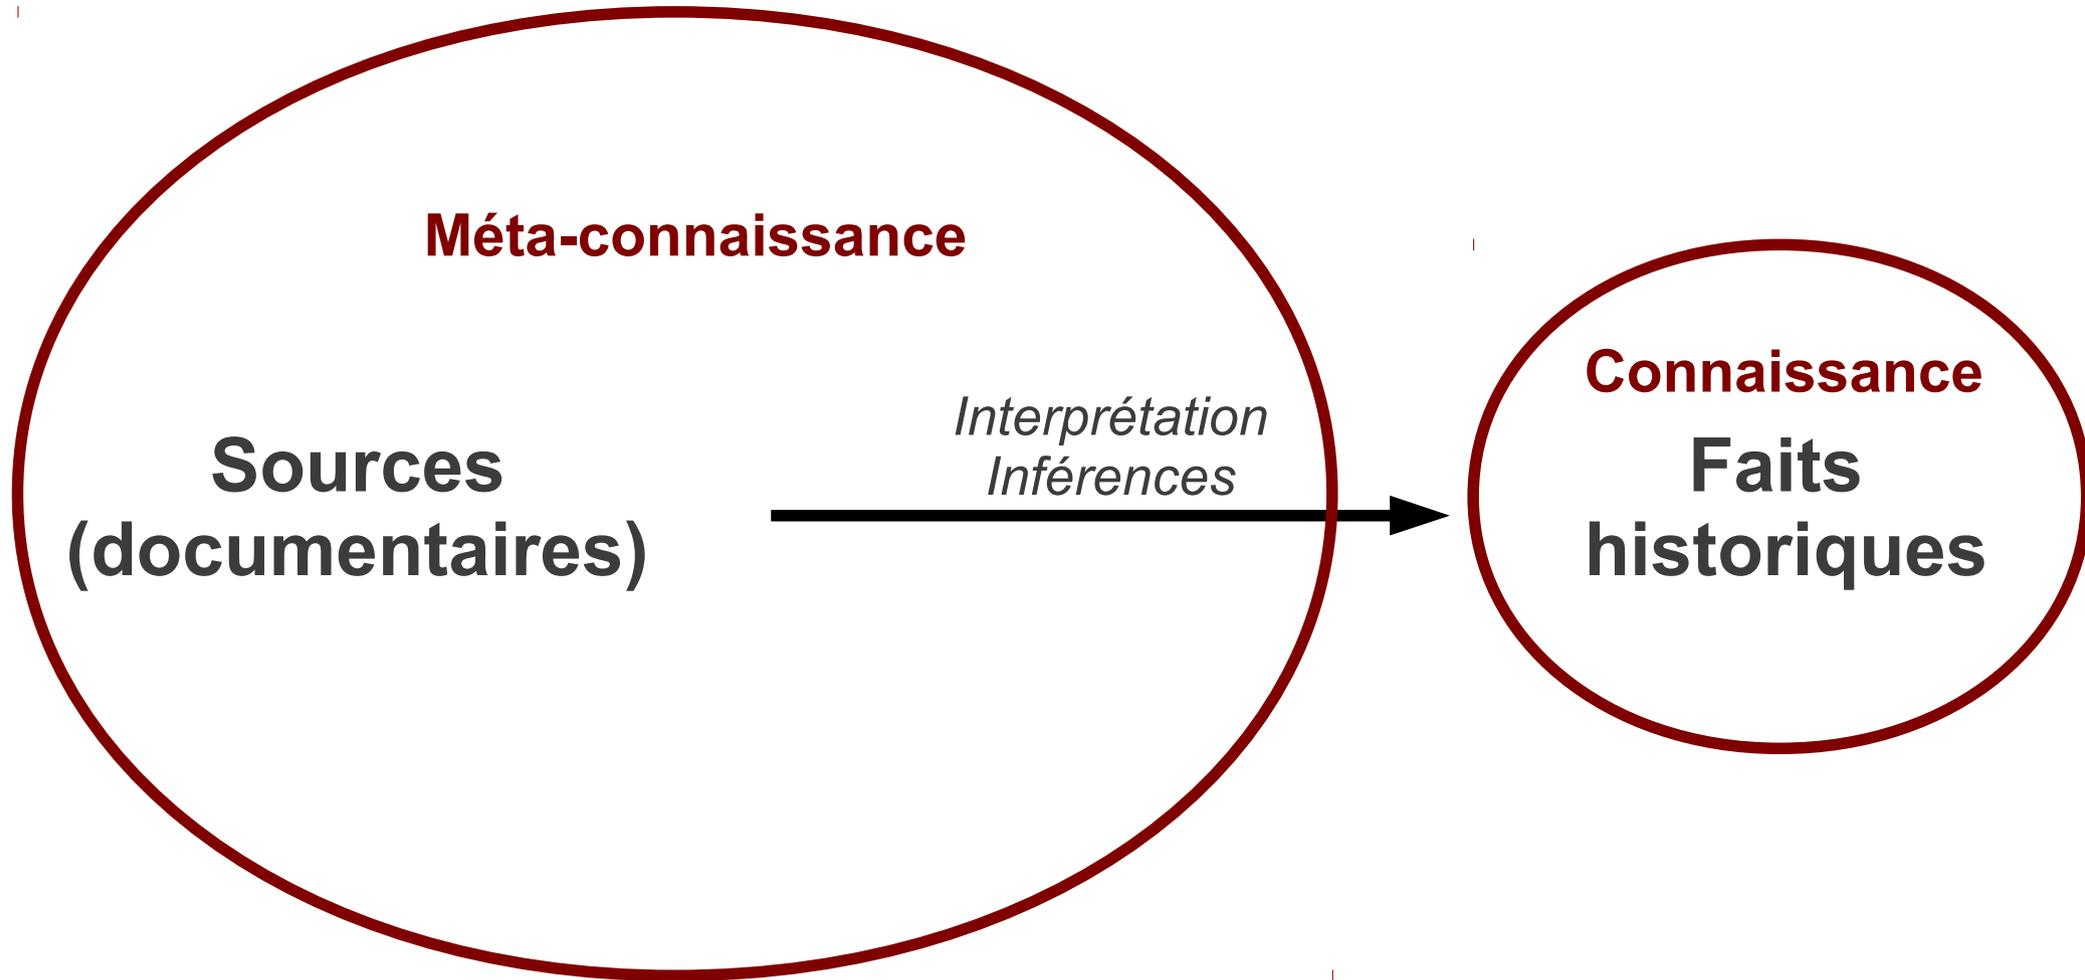 Méta-connaissance
Sources
(documentaires)
Interprétation
Inférences
Connaissance
Faits
historiques